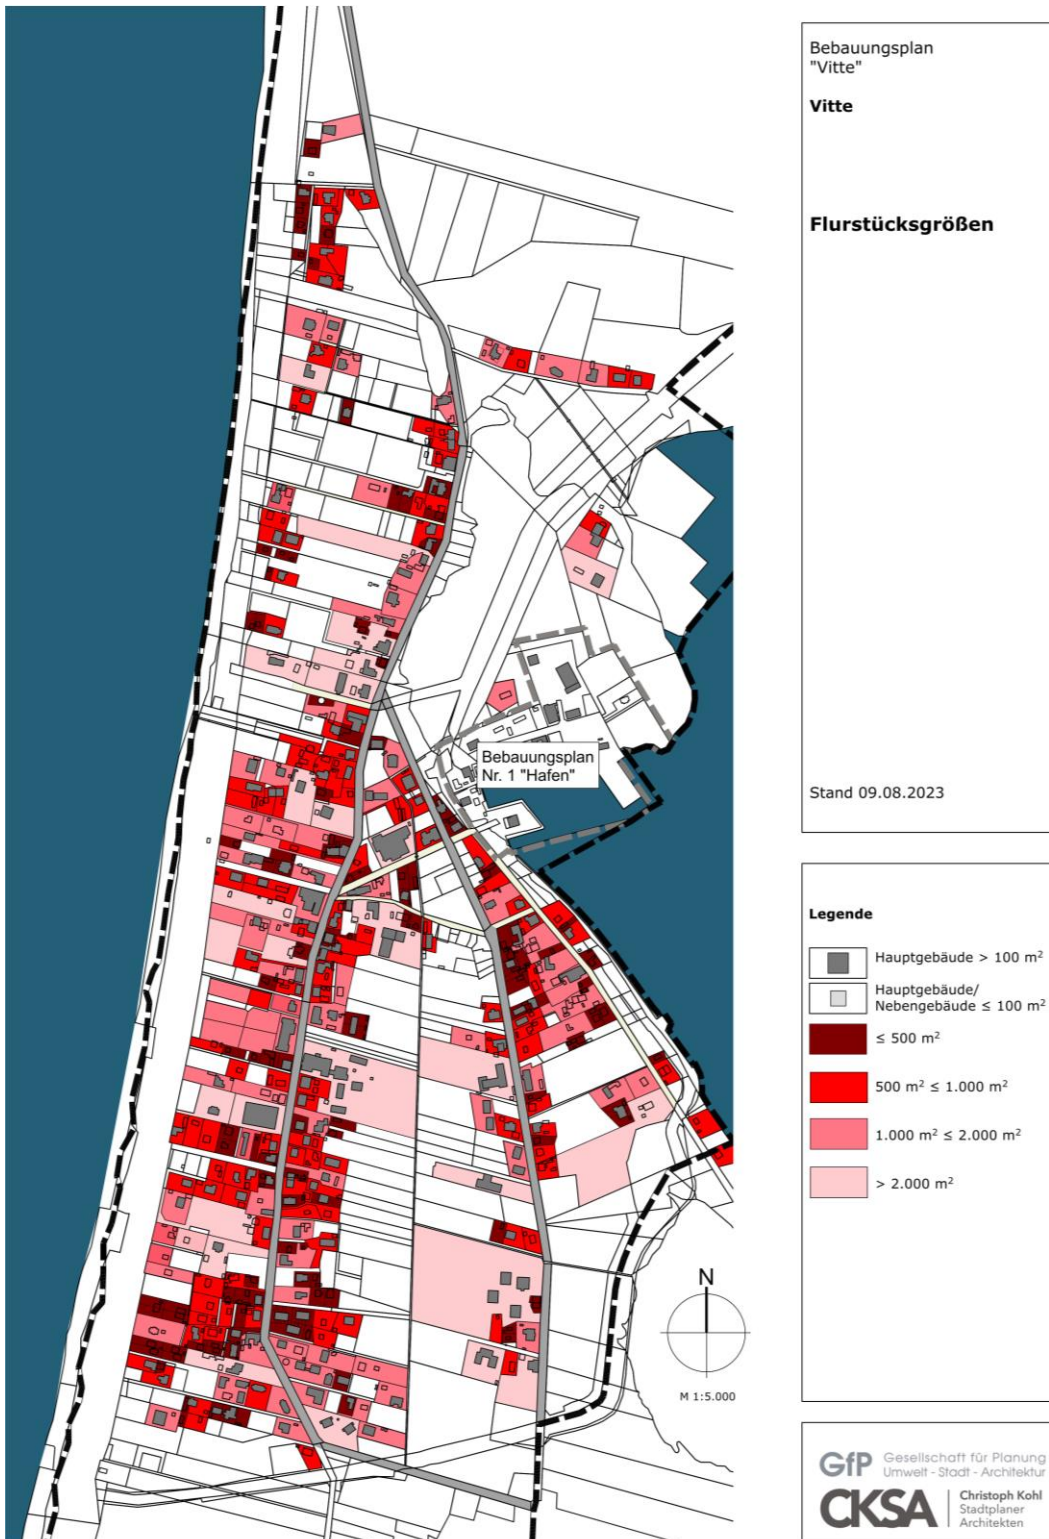 Bebauungsplan
"Vitte"
Vitte
Flurstücksgrößen
Stand 09.08.2023
Bebauungsplan
Nr. 1 "Hafen"
N
M 1:5.000
Legende
Hauptgebäude > 100 m²
Hauptgebäude/
Nebengebäude ≤ 100 m²
≤ 500 m²
500 m² ≤ 1.000 m²
1.000 m² ≤ 2.000 m²
> 2.000 m²
GfP Gesellschaft für Planung
Umwelt - Stadt - Architektur
CKSA Christoph Kohl
Stadtplaner
Architekten